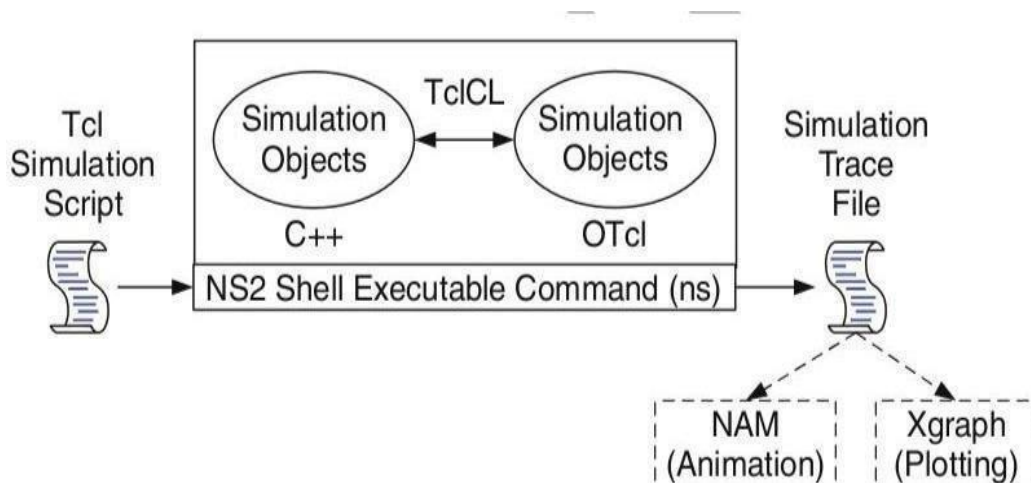 Tcl
Simulation
Script
Simulation
Objects
C++
TclCL
Simulation
Objects
OTcl
NS2 Shell Executable Command (ns)
Simulation
Trace
File
NAM
(Animation)
Xgraph
(Plotting)